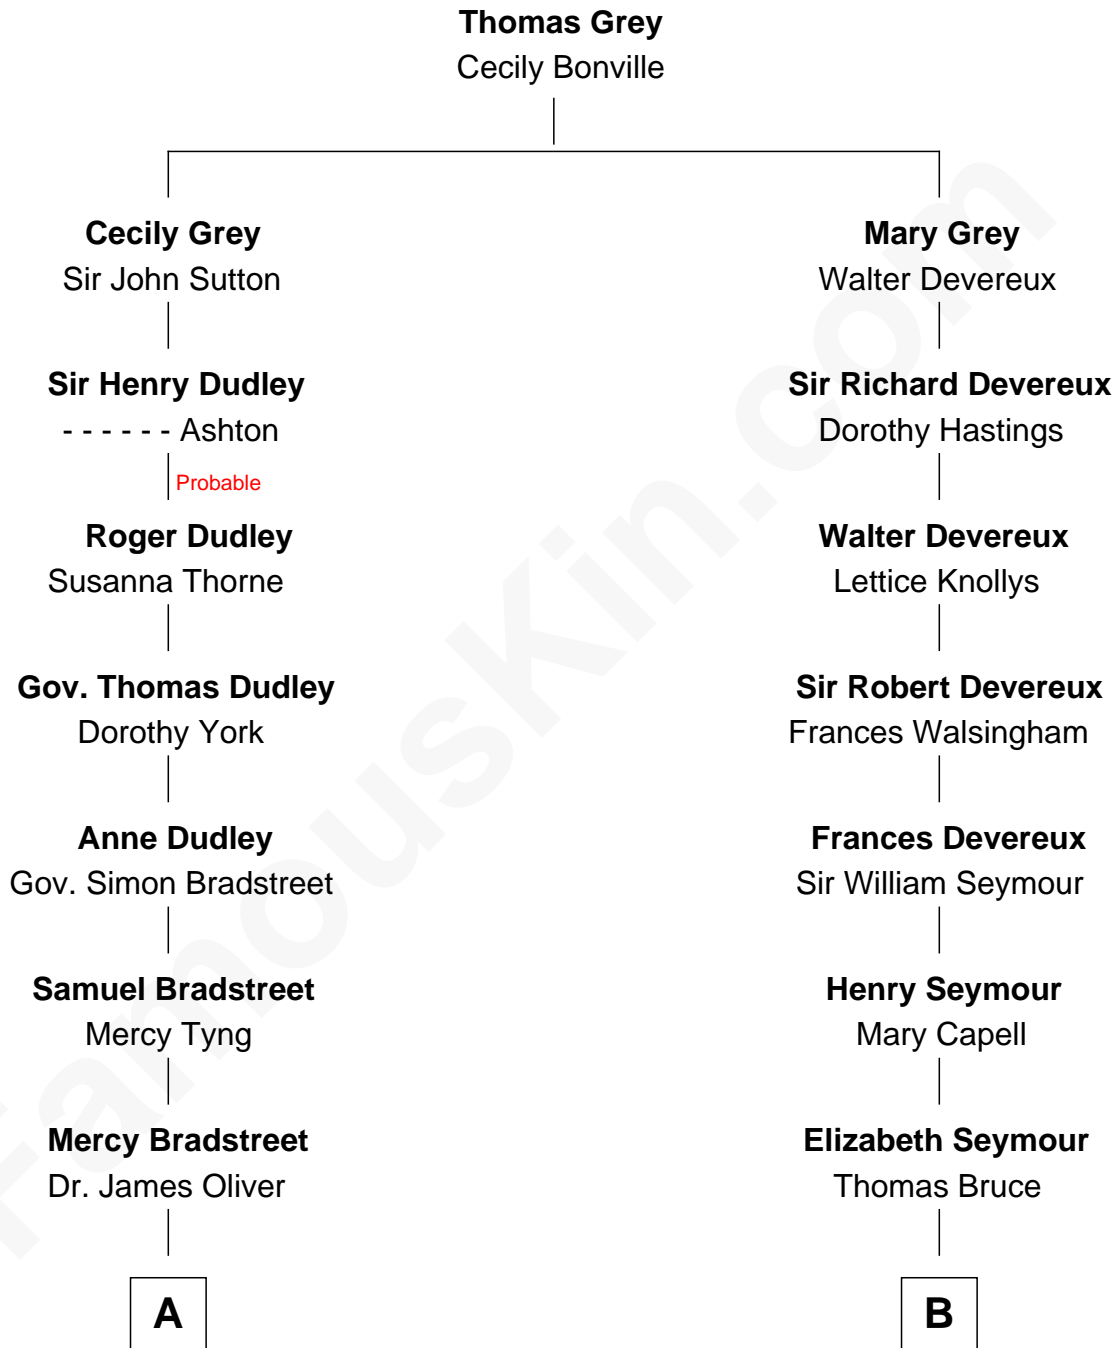 Thomas Grey
Cecily Bonville
Cecily Grey
Sir John Sutton
Sir Henry Dudley
- - - - - - Ashton
Probable
Roger Dudley
Susanna Thorne
Gov. Thomas Dudley
Dorothy York
Anne Dudley
Gov. Simon Bradstreet
Samuel Bradstreet
Mercy Tyng
Mercy Bradstreet
Dr. James Oliver
A
Mary Grey
Walter Devereux
Sir Richard Devereux
Dorothy Hastings
Walter Devereux
Lettice Knollys
Sir Robert Devereux
Frances Walsingham
Frances Devereux
Sir William Seymour
Henry Seymour
Mary Capell
Elizabeth Seymour
Thomas Bruce
B
FamousKin.com